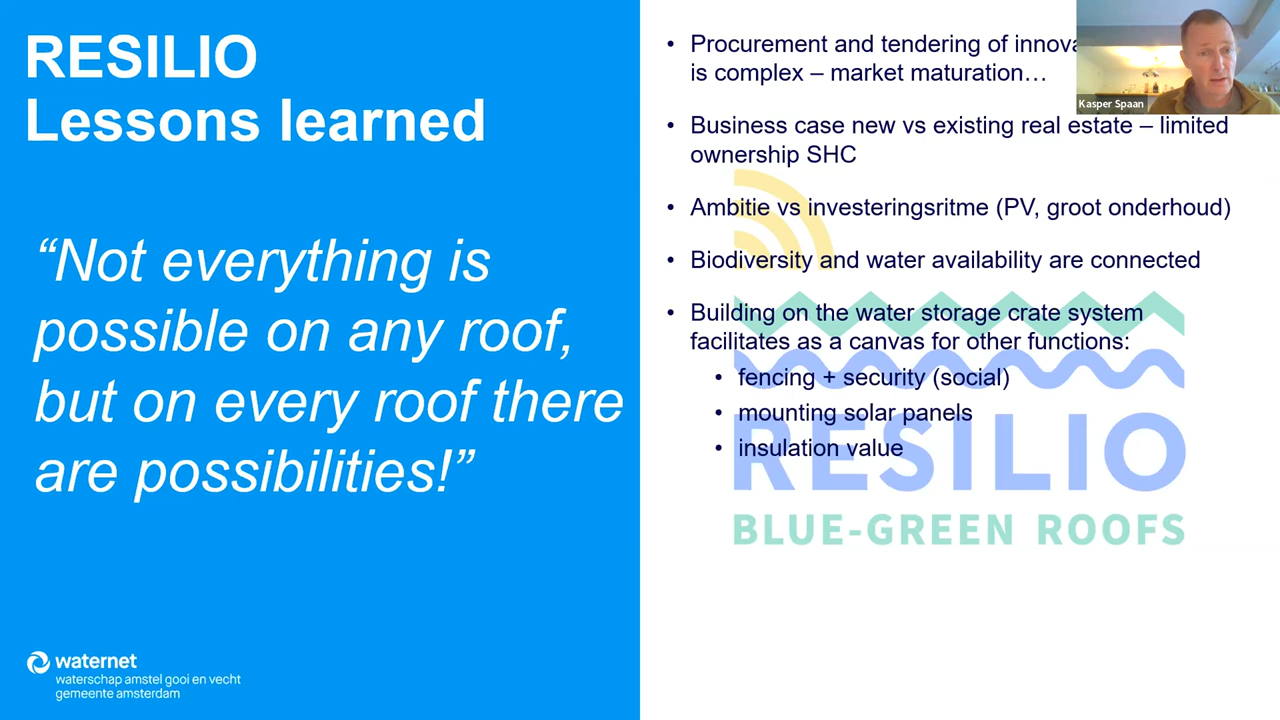 RESILIO
Lessons learned
“Not everything is
possible on any roof,
but on every roof there
are possibilities!”
waternet
waterschap amstel gooi en vecht
gemeente amsterdam
• Procurement and tendering of
is complex – market maturation…
• Business case new vs existing real estate – limited
ownership SHC
• Ambitie vs investeringsritme (PV, groot onderhoud)
• Biodiversity and water availability are connected
• Building on the water storage crate system
facilitates as a canvas for other functions:
• fencing + security (social)
• mounting solar panels
• insulation value
RESILIO
BLUE-GREEN ROOFS
Kasper Spaan